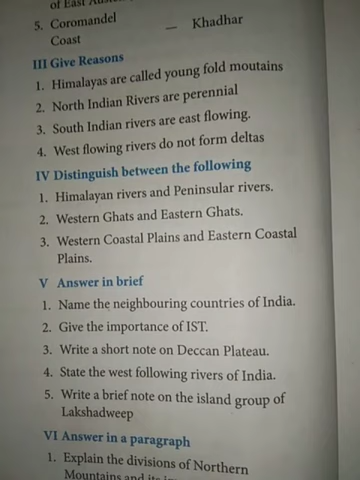 of East
5. Coromandel – Khadhar
Coast
III Give Reasons
1. Himalayas are called young fold moutains
2. North Indian Rivers are perennial
3. South Indian rivers are east flowing.
4. West flowing rivers do not form deltas
IV Distinguish between the following
1. Himalayan rivers and Peninsular rivers.
2. Western Ghats and Eastern Ghats.
3. Western Coastal Plains and Eastern Coastal
Plains.
V Answer in brief
1. Name the neighbouring countries of India.
2. Give the importance of IST.
3. Write a short note on Deccan Plateau.
4. State the west following rivers of India.
5. Write a brief note on the island group of
Lakshadweep
VI Answer in a paragraph
1. Explain the divisions of Northern
Mountains and its